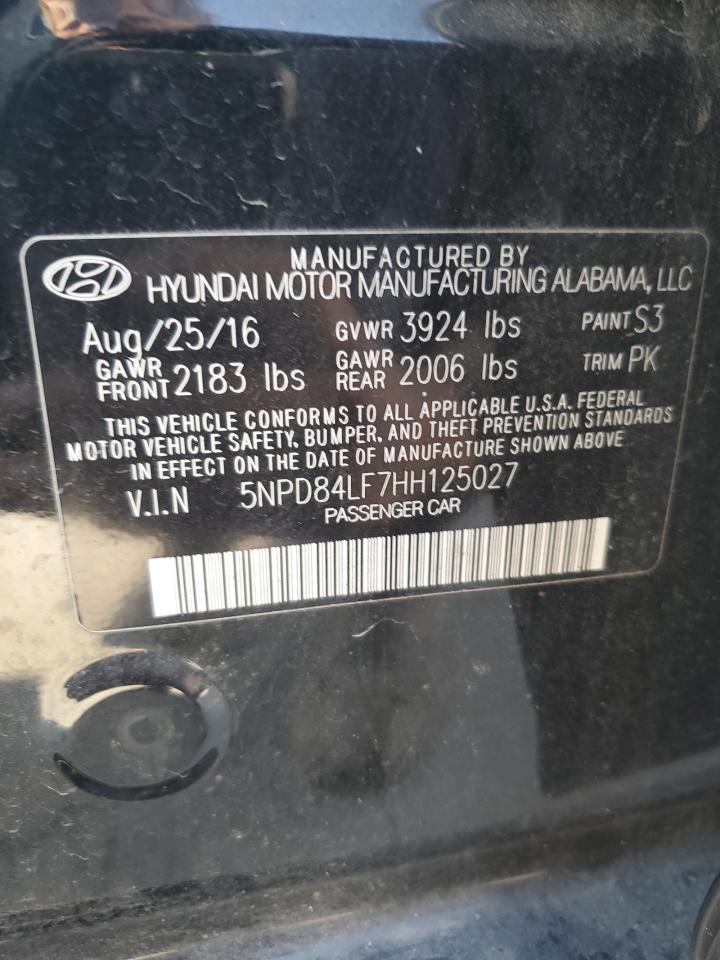 MANUFACTURED BY
HYUNDAI MOTOR MANUFACTURING ALABAMA, LLC
Aug/25/16 GVWR 3924 lbs PAINT S3
GAWR FRONT 2183 lbs GAWR REAR 2006 lbs TRIM PK
THIS VEHICLE CONFORMS TO ALL APPLICABLE U.S.A. FEDERAL
MOTOR VEHICLE SAFETY, BUMPER, AND THEFT PREVENTION STANDARDS
IN EFFECT ON THE DATE OF MANUFACTURE SHOWN ABOVE
V.I.N 5NPD84LF7HH125027
PASSENGER CAR